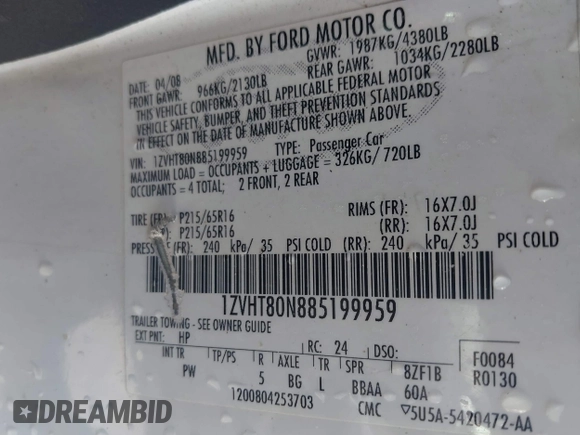 MFD. BY FORD MOTOR CO.
DATE: 04/08 GVWR: 1987KG/4380LB
FRONT GAWR: 966KG/2130LB REAR GAWR: 1034KG/2280LB
THIS VEHICLE CONFORMS TO ALL APPLICABLE FEDERAL MOTOR
VEHICLE SAFETY, BUMPER, AND THEFT PREVENTION STANDARDS
IN EFFECT ON THE DATE OF MANUFACTURE SHOWN ABOVE.
VIN: 1ZVHT80N885199959 TYPE: Passenger Car
MAXIMUM LOAD = OCCUPANTS + LUGGAGE = 326KG/ 720LB
OCCUPANTS = 4 TOTAL; 2 FRONT, 2 REAR
TIRE (FR): P215/65R16 RIMS (FR): 16X7.0J
P215/65R16 (RR): 16X7.0J
(FR): 240 kPa/ 35 PSI COLD (RR): 240 kPa/ 35 PSI COLD
1ZVHT80N885199959
TRAILER TOWING - SEE OWNER GUIDE
EXT PNT: HP RC: 24 DSO: F0084
INT TR TP/PS R AXLE TR SPR 8ZF1B R0130
PW 5 BG L BBAA 60A
1200804253703 CMC 5U5A-5420472-AA
DREAMBID
CARS & AUCTIONS